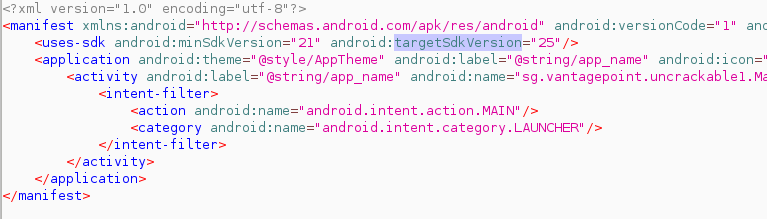 <?xml version="1.0" encoding="utf-8"?>
<manifest xmlns:android="http://schemas.android.com/apk/res/android" android:versionCode="1"
<uses-sdk android:minSdkVersion="21" android:targetSdkVersion="25"/>
<application android:theme="@style/AppTheme" android:label="@string/app_name" android:icon="
<activity android:label="@string/app_name" android:name="sg.vantagepoint.uncrackable1.Ma
<intent-filter>
<action android:name="android.intent.action.MAIN"/>
<category android:name="android.intent.category.LAUNCHER"/>
</intent-filter>
</activity>
</application>
</manifest>